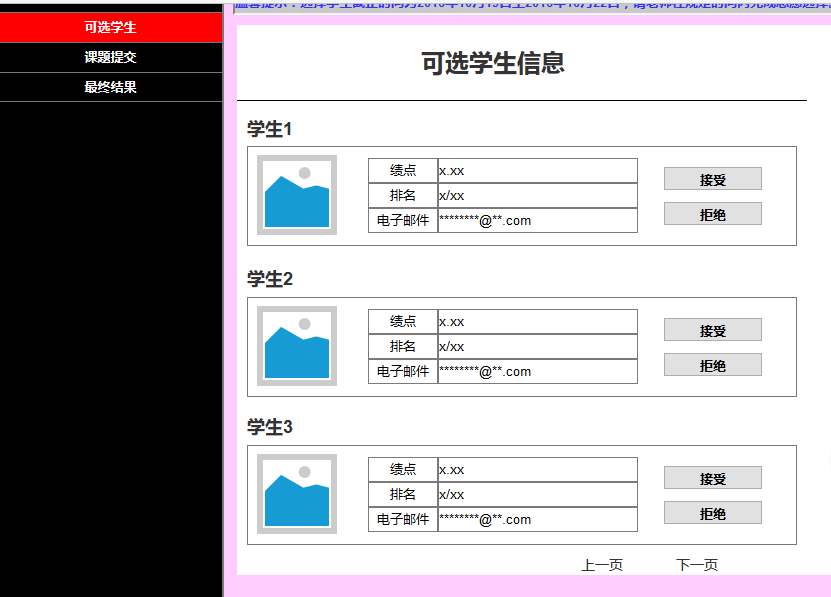 可选学生
课题提交
最终结果
可选学生信息
学生1
绩点 x.xx
排名 x/xx
电子邮件 ********@**.com
接受
拒绝
学生2
绩点 x.xx
排名 x/xx
电子邮件 ********@**.com
接受
拒绝
学生3
绩点 x.xx
排名 x/xx
电子邮件 ********@**.com
接受
拒绝
上一页 下一页